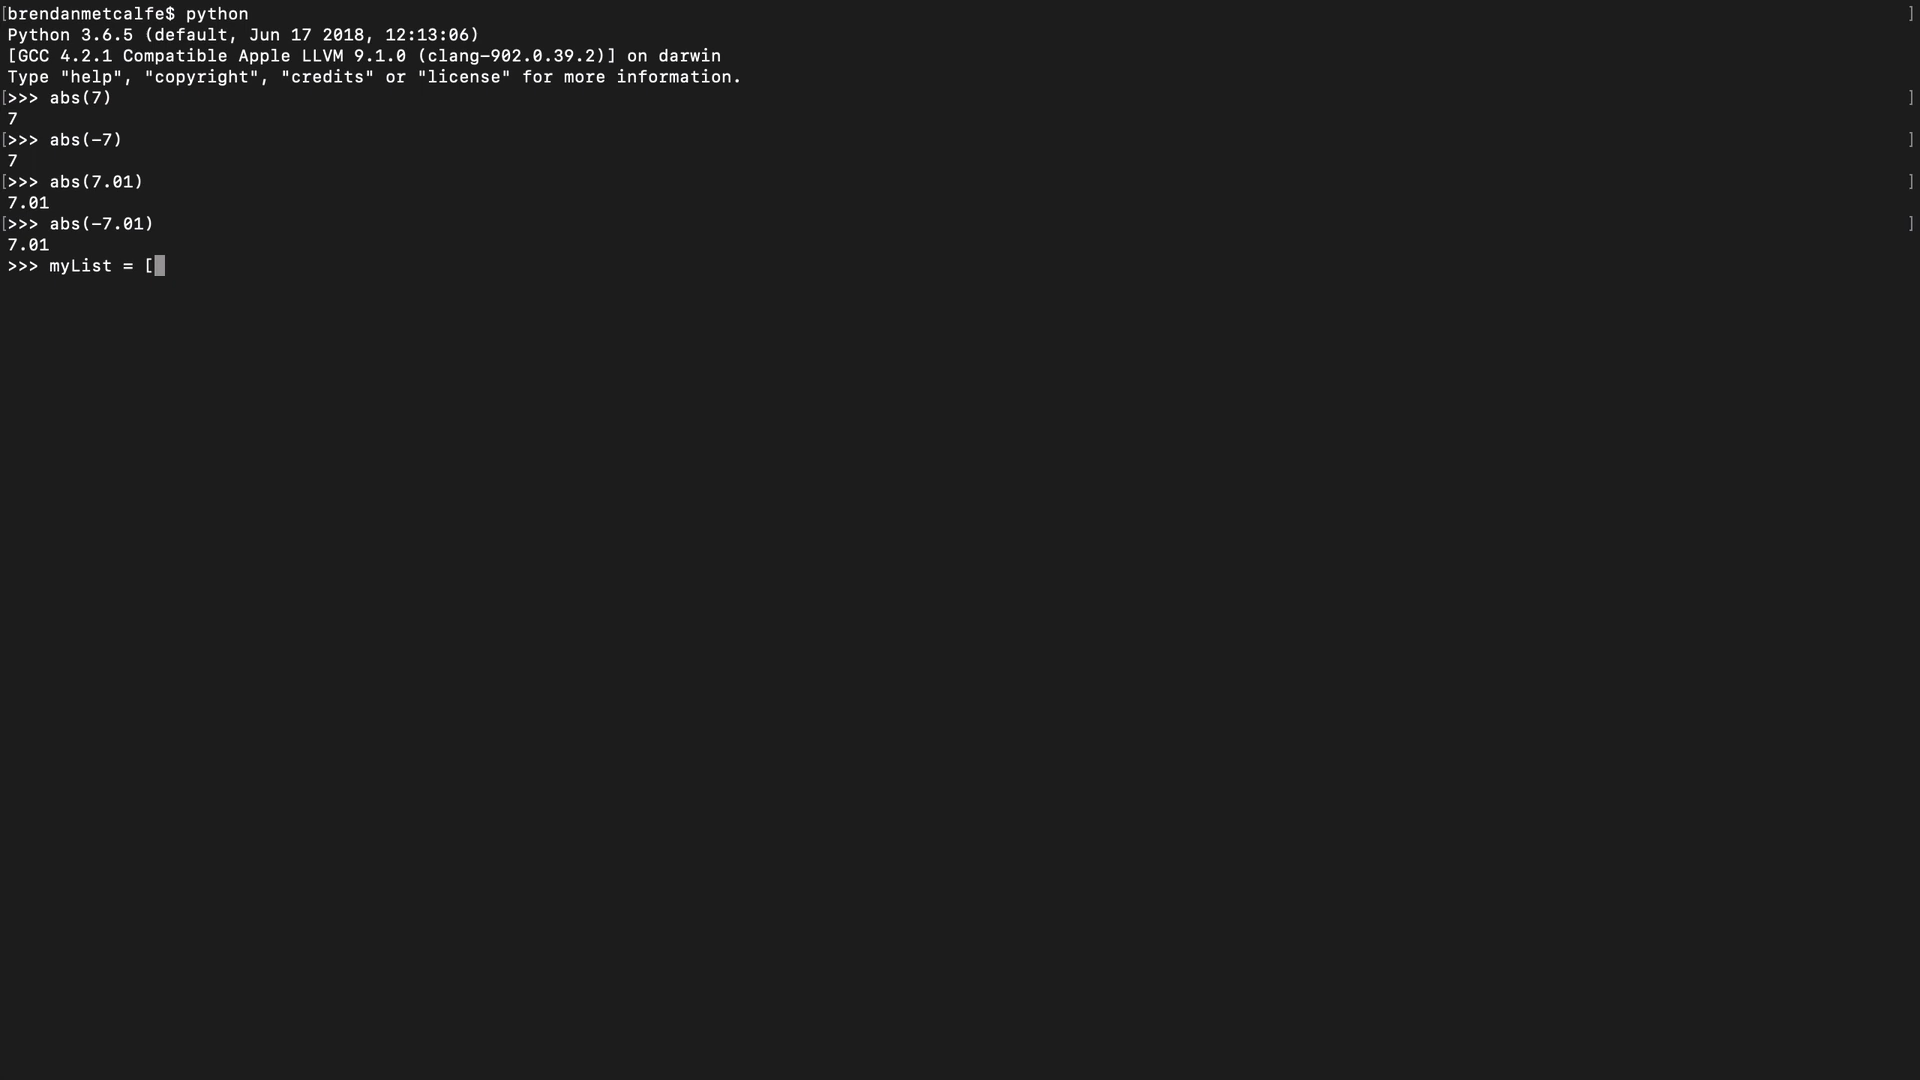 [brendanmetcalfe$ python ]
Python 3.6.5 (default, Jun 17 2018, 12:13:06)
[GCC 4.2.1 Compatible Apple LLVM 9.1.0 (clang-902.0.39.2)] on darwin
Type "help", "copyright", "credits" or "license" for more information.
[>>> abs(7) ]
7
[>>> abs(-7) ]
7
[>>> abs(7.01) ]
7.01
[>>> abs(-7.01) ]
7.01
>>> myList = [